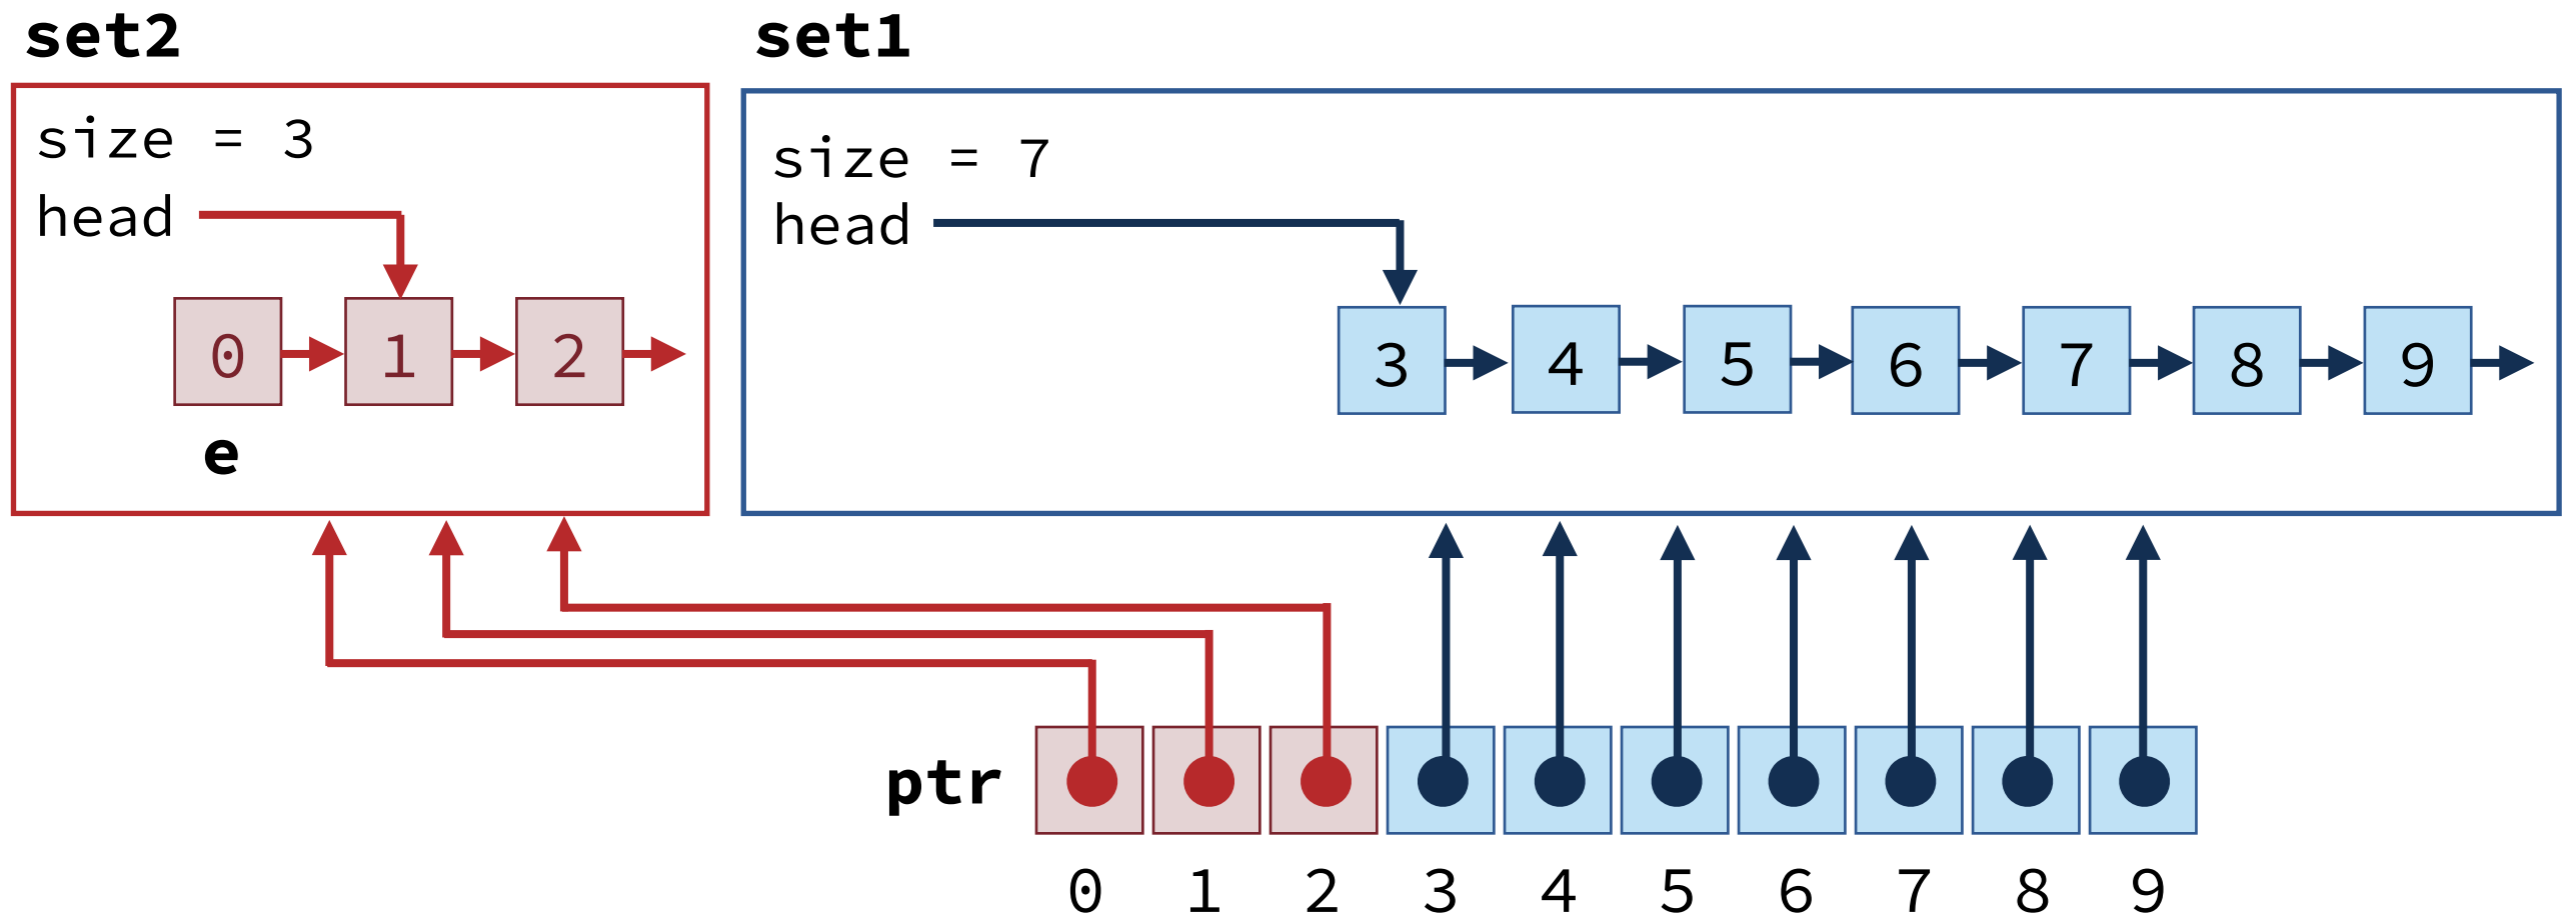 set2
size = 3
head
0 1 2
e
set1
size = 7
head
3 4 5 6 7 8 9
ptr
0 1 2 3 4 5 6 7 8 9